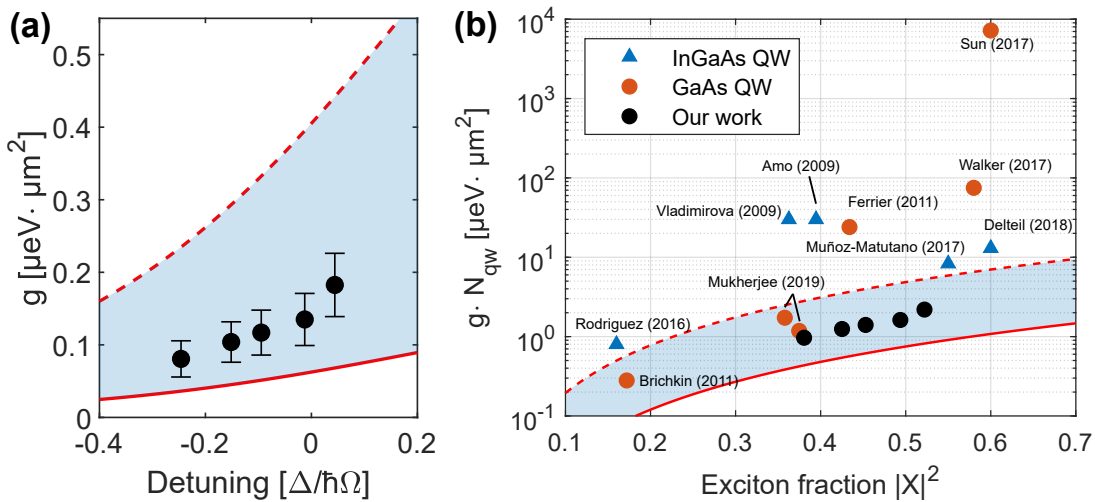 (a)
g [μeV· μm²]
0.5
0.4
0.3
0.2
0.1
0
-0.4
-0.2
0
0.2
Detuning [Δ/ħΩ]
(b)
g· N_qw [μeV· μm²]
10⁴
10³
10²
10¹
10⁰
10⁻¹
InGaAs QW
GaAs QW
Our work
Sun (2017)
Amo (2009)
Walker (2017)
Vladimirova (2009)
Ferrier (2011)
Delteil (2018)
Muñoz-Matutano (2017)
Mukherjee (2019)
Rodriguez (2016)
Brichkin (2011)
0.1
0.2
0.3
0.4
0.5
0.6
0.7
Exciton fraction |X|²